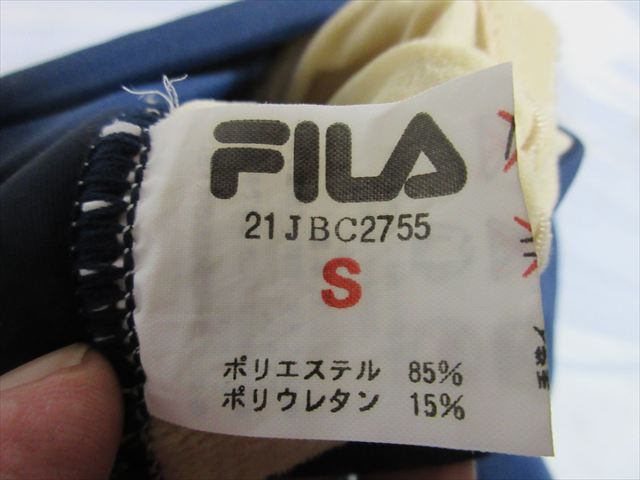 FILA
21JBC2755
S
ポリエステル 85%
ポリウレタン 15%